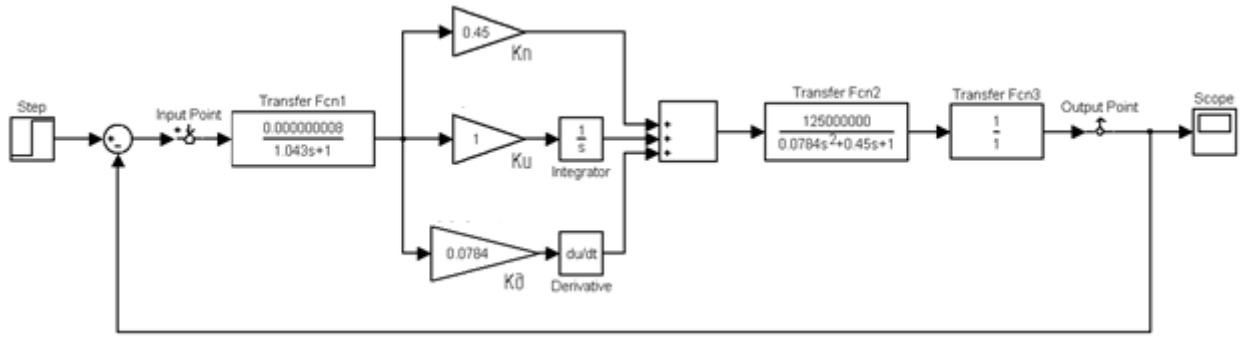 0.45
Kп
Step
Input Point
Transfer Fcn1
0.000000008
1.043s+1
1
Kи
1
s
Integrator
+
+
+
Transfer Fcn2
125000000
0.0784s²+0.45s+1
Transfer Fcn3
1
1
Output Point
Scope
0.0784
Kд
du/dt
Derivative